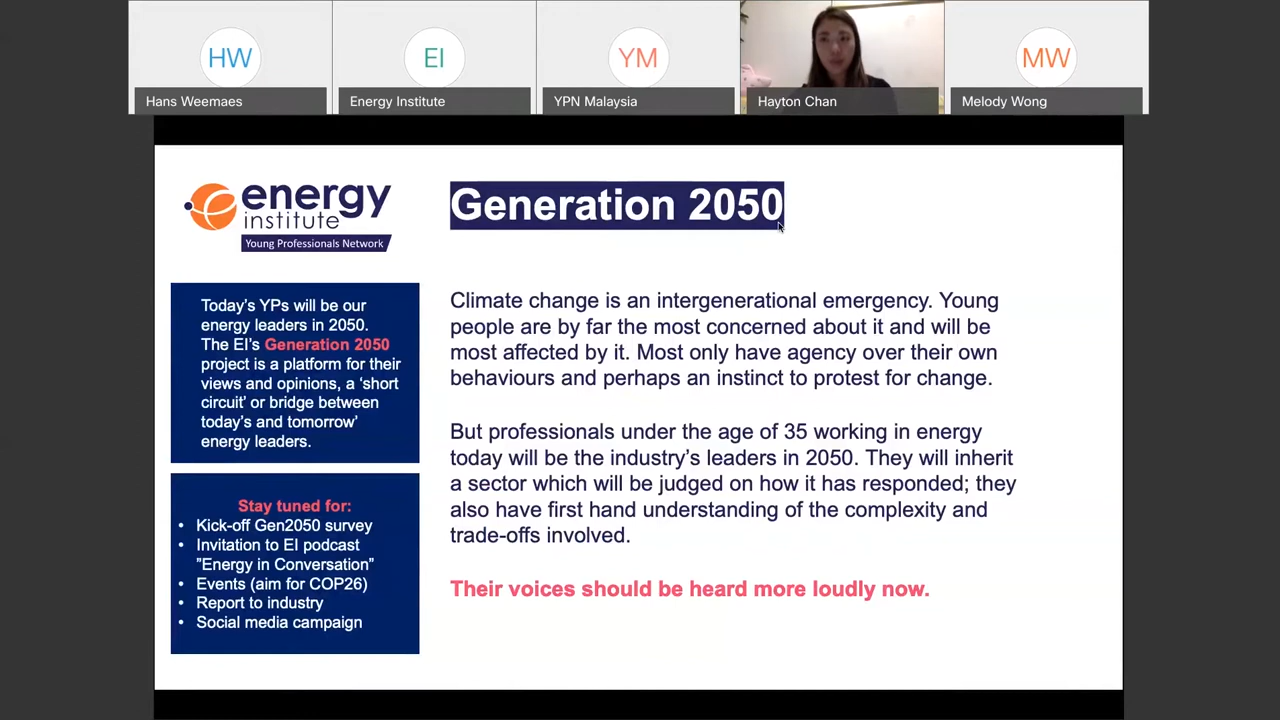 HW
Hans Weemaes
EI
Energy Institute
YM
YPN Malaysia
Hayton Chan
MW
Melody Wong
energy
institute
Young Professionals Network
Generation 2050
Today's YPs will be our
energy leaders in 2050.
The EI's Generation 2050
project is a platform for their
views and opinions, a ‘short
circuit’ or bridge between
today's and tomorrow’
energy leaders.
Stay tuned for:
• Kick-off Gen2050 survey
• Invitation to EI podcast
”Energy in Conversation”
• Events (aim for COP26)
• Report to industry
• Social media campaign
Climate change is an intergenerational emergency. Young
people are by far the most concerned about it and will be
most affected by it. Most only have agency over their own
behaviours and perhaps an instinct to protest for change.
But professionals under the age of 35 working in energy
today will be the industry's leaders in 2050. They will inherit
a sector which will be judged on how it has responded; they
also have first hand understanding of the complexity and
trade-offs involved.
Their voices should be heard more loudly now.